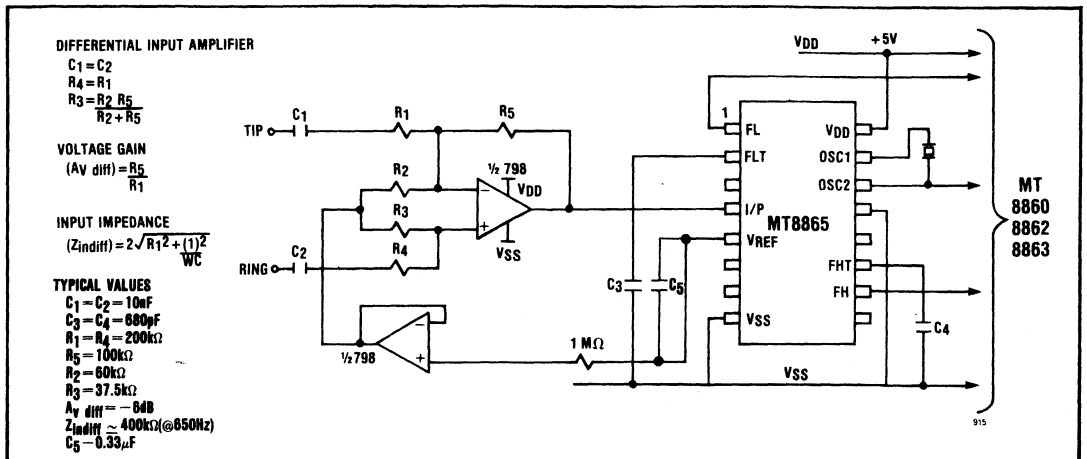 DIFFERENTIAL INPUT AMPLIFIER
C1=C2
R4=R1
R3=R2 R5
R2+R5
VOLTAGE GAIN
(AV diff)=R5
R1
INPUT IMPEDANCE
(Zindiff)=2√R1²+(1)²
WC
TYPICAL VALUES
C1=C2=10nF
C3=C4=680pF
R1=R4=200kΩ
R5=100kΩ
R2=60kΩ
R3=37.5kΩ
AV diff=-6dB
Zindiff≃400kΩ(@650Hz)
C5-0.33μF
TIP
C1
R1
R5
R2
½ 798
VDD
R3
VSS
RING
C2
R4
½798
1 MΩ
C3
C5
VDD
+5V
1
FL
FLT
I/P
VREF
VSS
MT8865
VDD
OSC1
OSC2
FHT
FH
C4
VSS
MT
8860
8862
8863
915